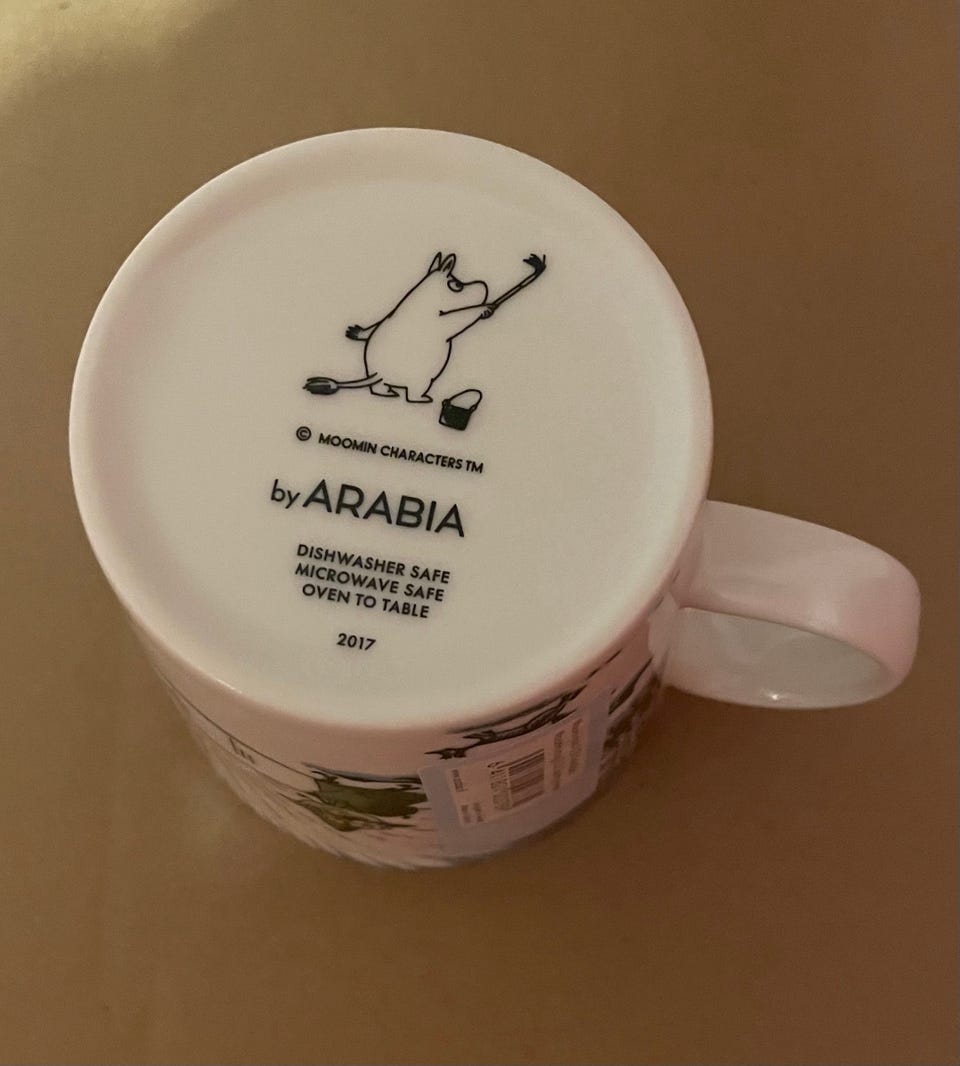 © MOOMIN CHARACTERS TM
by ARABIA
DISHWASHER SAFE
MICROWAVE SAFE
OVEN TO TABLE
2017